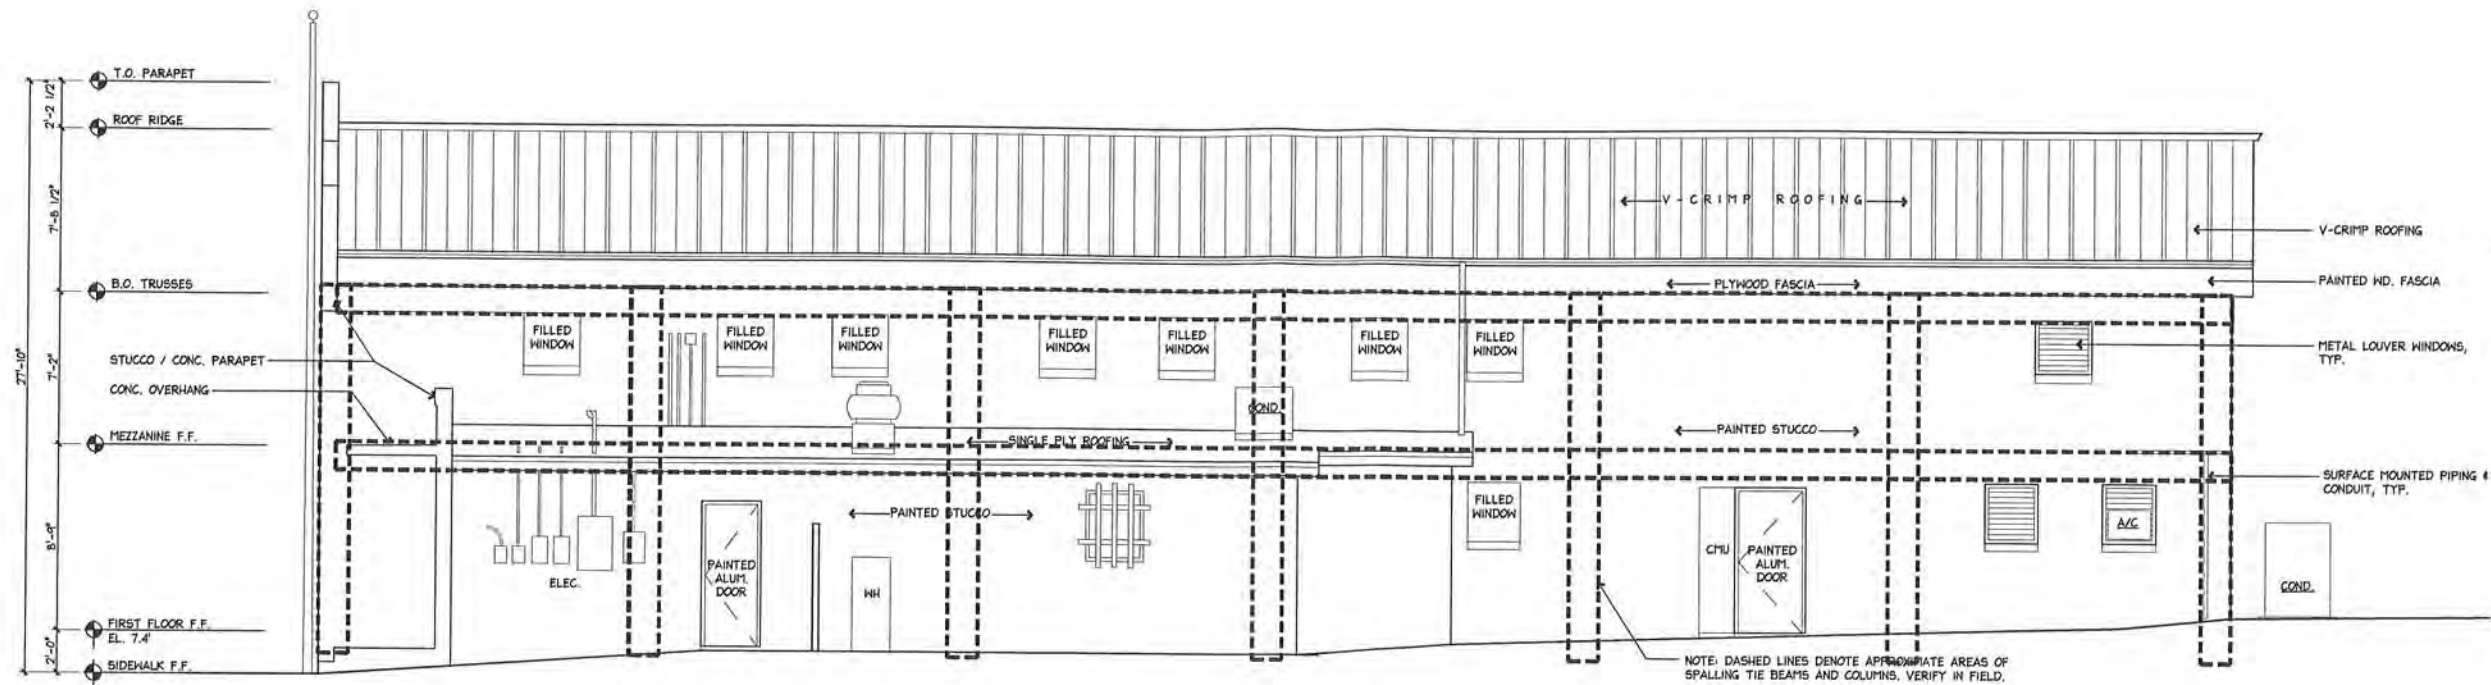 T.O. PARAPET
2'-2 1/2"
ROOF RIDGE
7'-8 1/2"
V-CRIMP ROOFING
V-CRIMP ROOFING
B.O. TRUSSES
PLYWOOD FASCIA
PAINTED WD. FASCIA
27'-10"
7'-2"
FILLED
WINDOW
FILLED
WINDOW
FILLED
WINDOW
FILLED
WINDOW
FILLED
WINDOW
FILLED
WINDOW
FILLED
WINDOW
METAL LOUVER WINDOWS,
TYP.
STUCCO / CONC. PARAPET
CONC. OVERHANG
COND.
MEZZANINE F.F.
SINGLE PLY ROOFING
PAINTED STUCCO
SURFACE MOUNTED PIPING &
CONDUIT, TYP.
8'-9"
PAINTED STUCCO
FILLED
WINDOW
A/C
ELEC.
PAINTED
ALUM.
DOOR
WH
CMU
PAINTED
ALUM.
DOOR
COND.
FIRST FLOOR F.F.
EL. 7.4'
2'-0"
SIDEWALK F.F.
NOTE: DASHED LINES DENOTE APPROXIMATE AREAS OF
SPALLING TIE BEAMS AND COLUMNS. VERIFY IN FIELD.